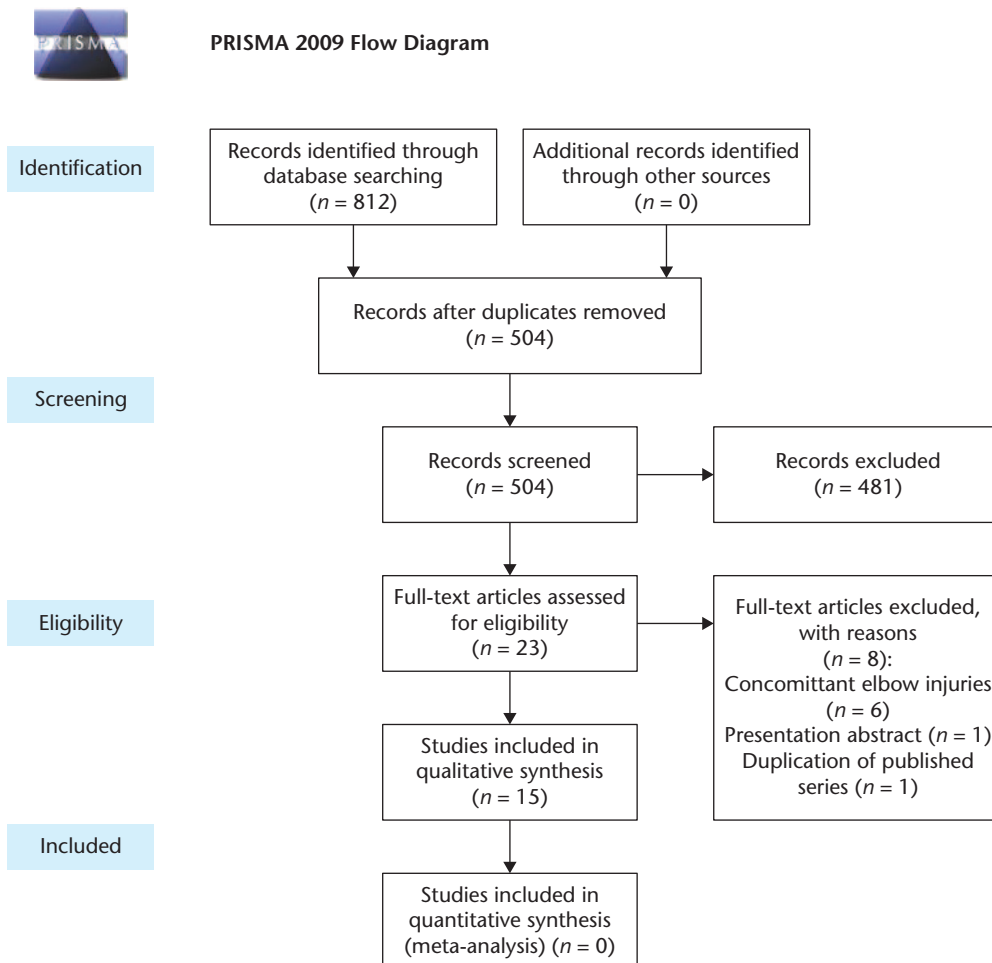 PRISMA
PRISMA 2009 Flow Diagram
Identification
Records identified through
database searching
(n = 812)
Additional records identified
through other sources
(n = 0)
Records after duplicates removed
(n = 504)
Screening
Records screened
(n = 504)
Records excluded
(n = 481)
Eligibility
Full-text articles assessed
for eligibility
(n = 23)
Full-text articles excluded,
with reasons
(n = 8):
Concomittant elbow injuries
(n = 6)
Presentation abstract (n = 1)
Duplication of published
series (n = 1)
Studies included in
qualitative synthesis
(n = 15)
Included
Studies included in
quantitative synthesis
(meta-analysis) (n = 0)